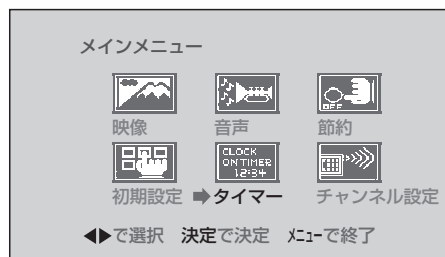 メインメニュー
OFF
映像 音声 節約
CLOCK
ON TIMER
12:34
初期設定 ➡タイマー チャンネル設定
◀▶で選択 決定で決定 メニューで終了